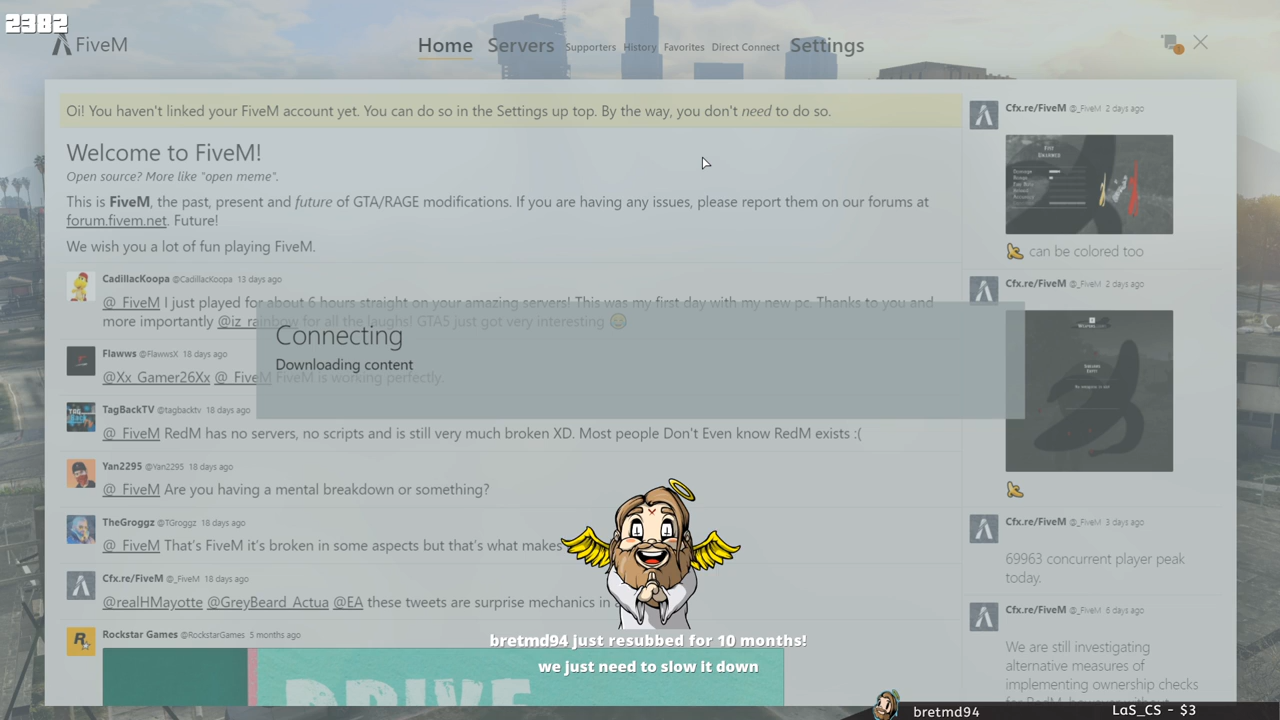 2382
FiveM
Home Servers Supporters History Favorites Direct Connect Settings
Oi! You haven't linked your FiveM account yet. You can do so in the Settings up top. By the way, you don't need to do so.
Welcome to FiveM!
Open source? More like "open meme".
This is FiveM, the past, present and future of GTA/RAGE modifications. If you are having any issues, please report them on our forums at
forum.fivem.net. Future!
We wish you a lot of fun playing FiveM.
CadillacKoopa @CadillacKoopa 13 days ago
@_FiveM I just played for about 6 hours straight on your amazing servers! This was my first day with my new pc. Thanks to you and
more importantly @iz_rainbow for all the laughs! GTA5 just got very interesting
Connecting
Downloading content
Flawws @FlawwsX 18 days ago
@Xx_Gamer26Xx @_FiveM FiveM is working perfectly.
TagBackTV @tagbacktv 18 days ago
@_FiveM RedM has no servers, no scripts and is still very much broken XD. Most people Don't Even know RedM exists :(
Yan2295 @Yan2295 18 days ago
@_FiveM Are you having a mental breakdown or something?
TheGroggz @TGroggz 18 days ago
@_FiveM That's FiveM it's broken in some aspects but that's what makes
Cfx.re/FiveM @_FiveM 18 days ago
@realHMayotte @GreyBeard_Actua @EA these tweets are surprise mechanics in
Rockstar Games @RockstarGames 5 months ago
DRIVE
Cfx.re/FiveM @_FiveM 2 days ago
can be colored too
Cfx.re/FiveM @_FiveM 2 days ago
Cfx.re/FiveM @_FiveM 3 days ago
69963 concurrent player peak
today.
Cfx.re/FiveM @_FiveM 6 days ago
We are still investigating
alternative measures of
implementing ownership checks
bretmd94 just resubbed for 10 months!
we just need to slow it down
bretmd94
LaS_CS - $3